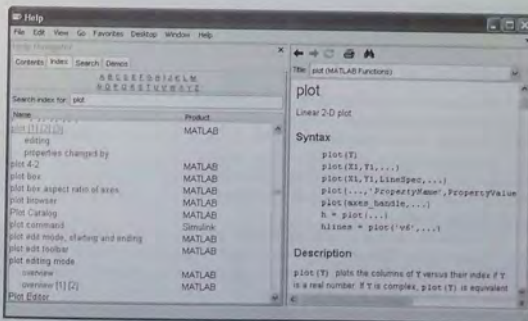 Help
File Edit View Go Favorites Desktop Window Help
Help Navigator
Contents Index Search Demos
A B C D E F G H I J K L M
N O P Q R S T U V W X Y Z
Search index for: plot
Name Product
plot [1] [2] [3] MATLAB
editing
properties changed by
plot 4-2 MATLAB
plot box MATLAB
plot box aspect ratio of axes MATLAB
plot browser MATLAB
Plot Catalog MATLAB
plot command Simulink
plot edit mode, starting and ending MATLAB
plot edit toolbar MATLAB
plot editing mode
overview MATLAB
overview [1] [2] MATLAB
Plot Editor
Title: plot (MATLAB Functions)
plot
Linear 2-D plot
Syntax
plot(Y)
plot(X1,Y1,...)
plot(X1,Y1,LineSpec,...)
plot(...,'PropertyName',PropertyValue
plot(axes_handle,...)
h = plot(...)
hlines = plot('v6',...)
Description
plot(Y) plots the columns of Y versus their index if Y
is a real number. If Y is complex, plot(Y) is equivalent